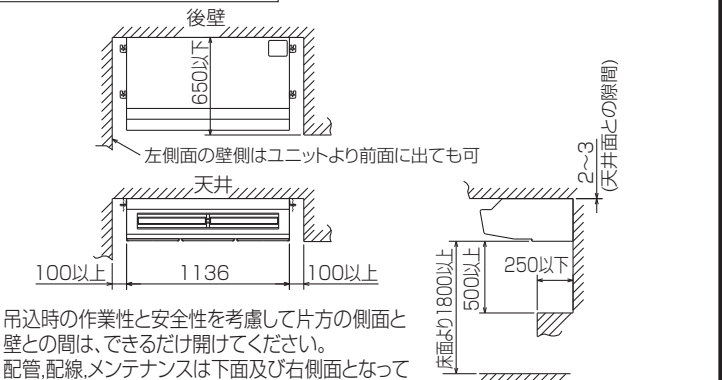 後壁
650以下
左側面の壁側はユニットより前面に出ても可
天井
2~3
(天井面との隙間)
100以上
1136
100以上
床面より1800以上
500以上
250以下
吊込時の作業性と安全性を考慮して片方の側面と
壁との間は、できるだけ開けてください。
配管,配線,メンテナンスは下面及び右側面となって